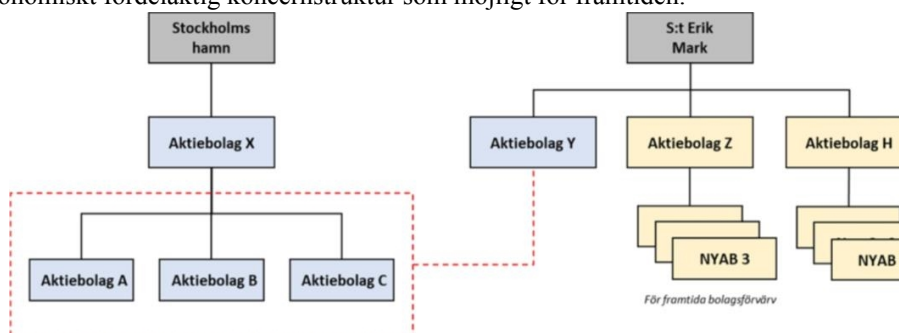 onomiskt fördelaktig koncernstruktur som möjligt för framtiden.
Stockholms
hamn
S:t Erik
Mark
Aktiebolag X
Aktiebolag Y
Aktiebolag Z
Aktiebolag H
Aktiebolag A
Aktiebolag B
Aktiebolag C
NYAB 3
NYAB
För framtida bolagsförvärv